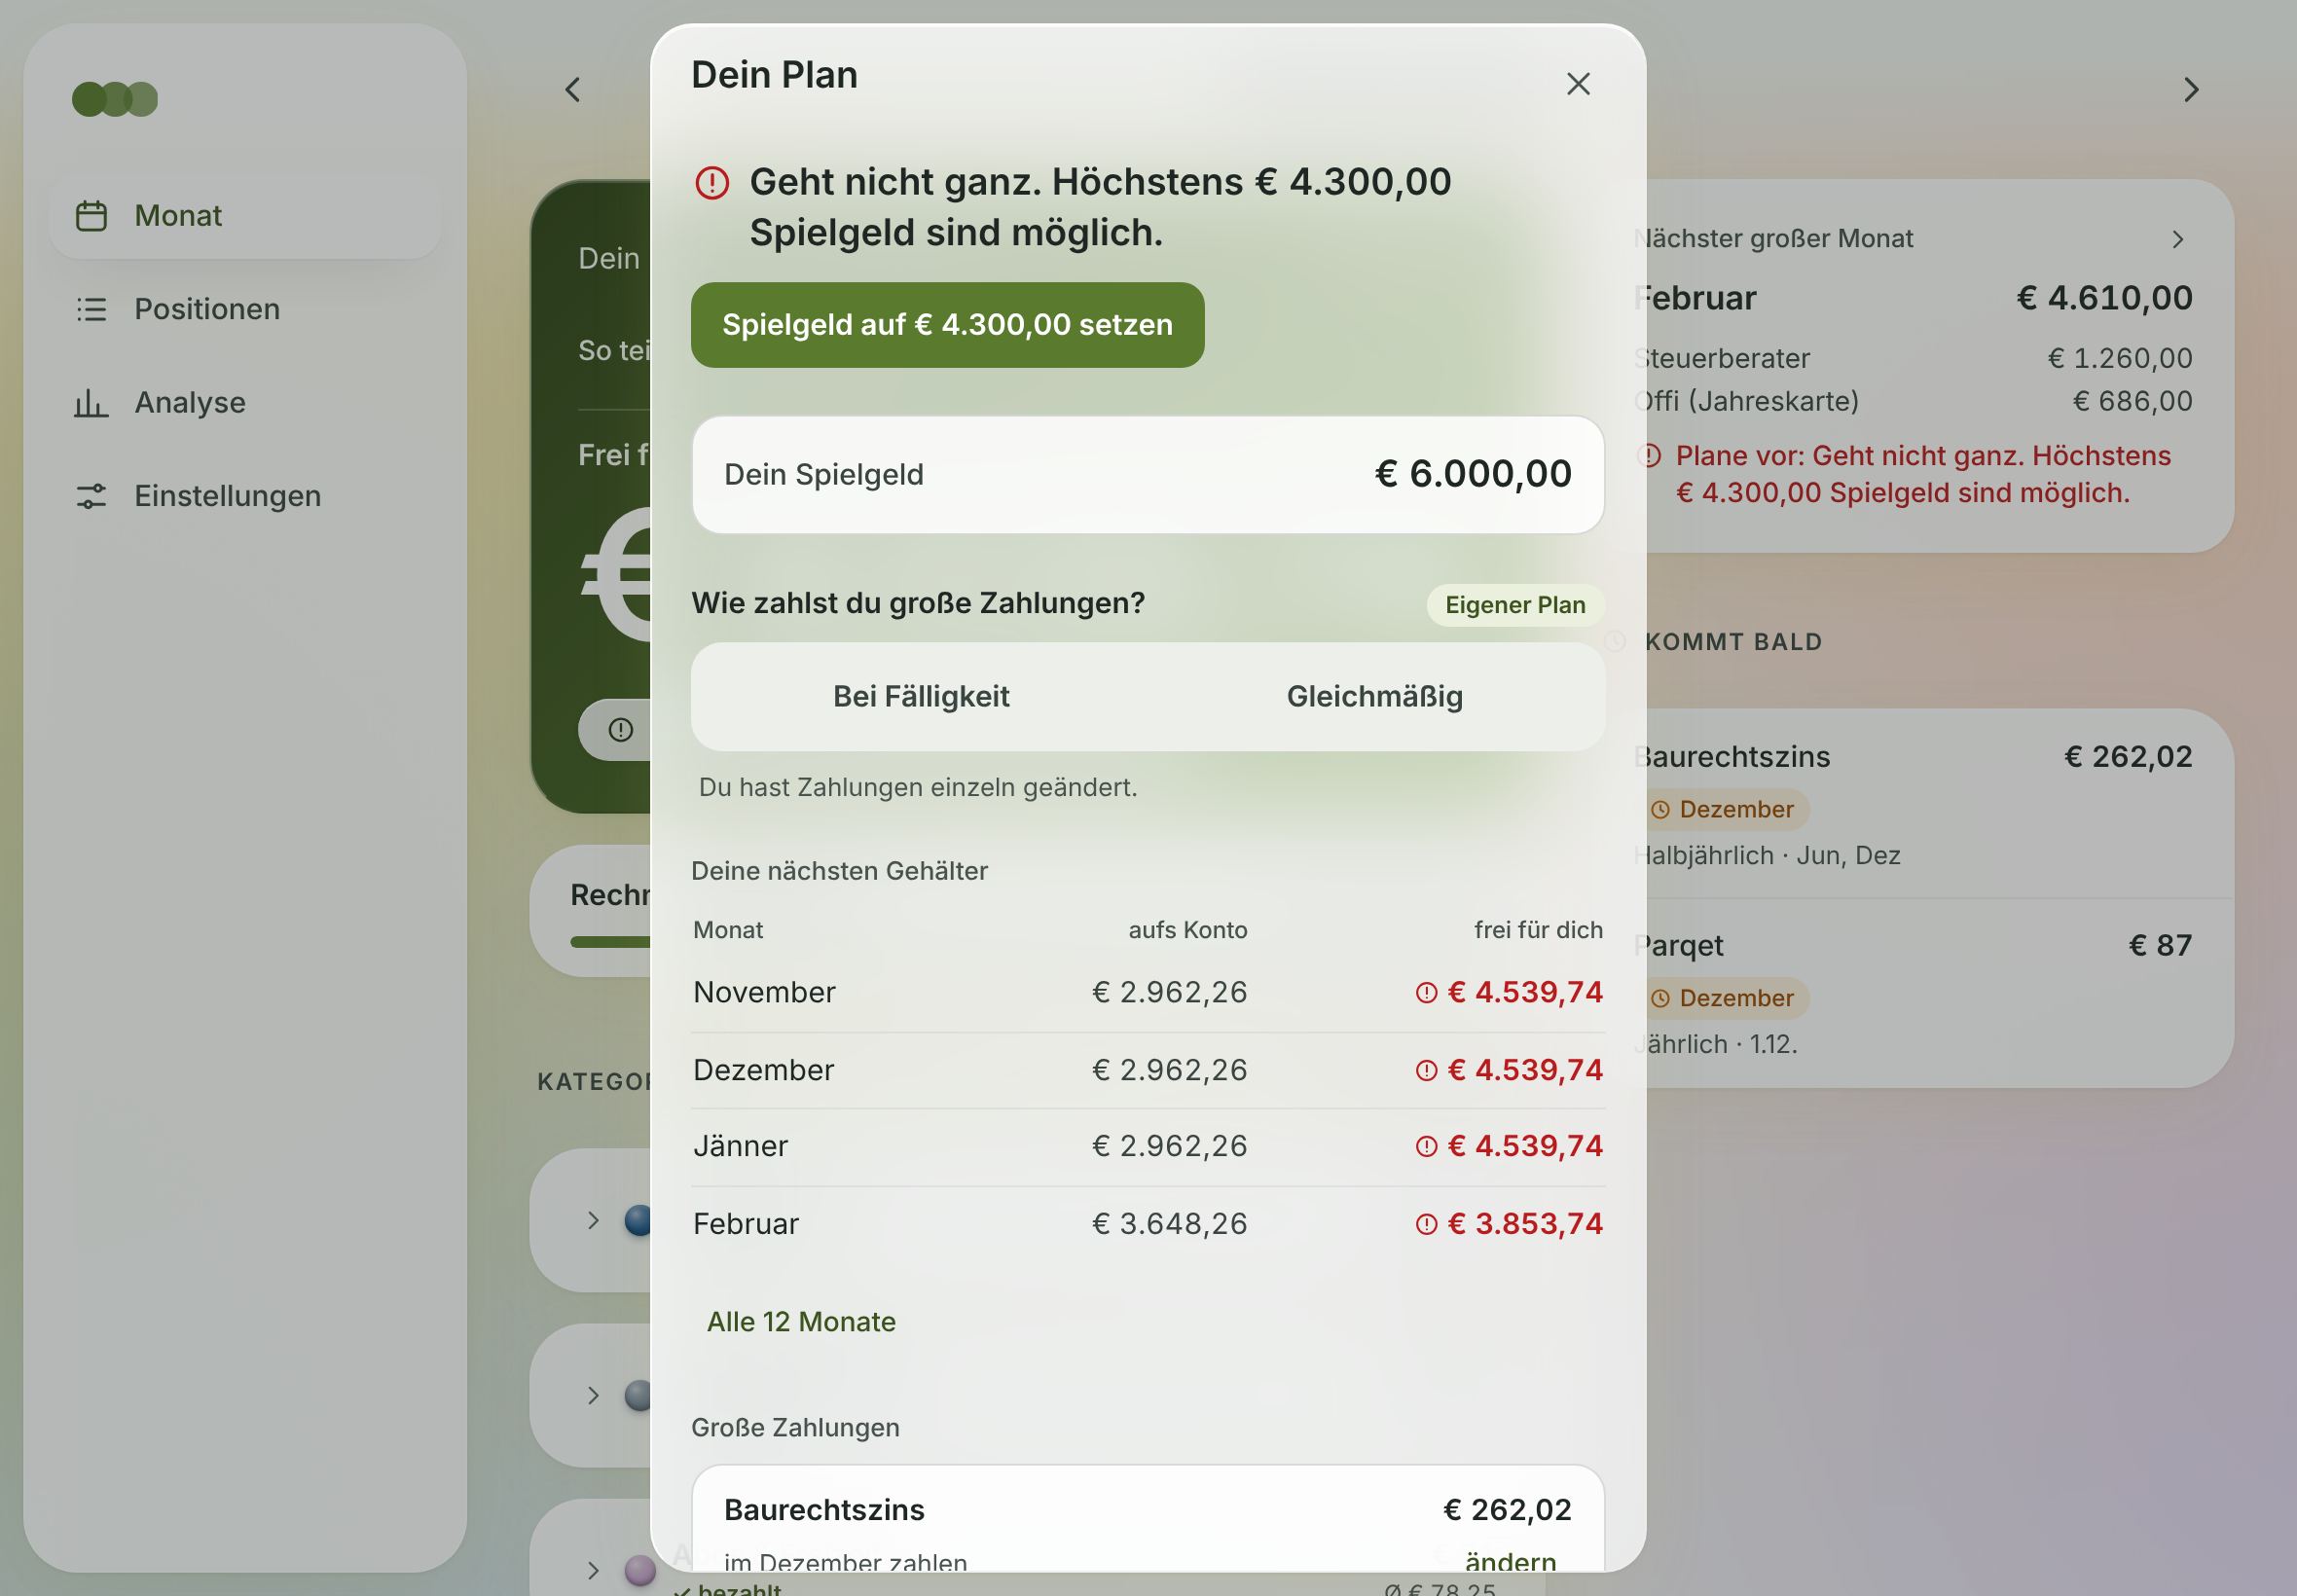 Monat
Positionen
Analyse
Einstellungen
Dein
So tei
Frei f
€
Rechn
KATEGOR
Dein Plan
Geht nicht ganz. Höchstens € 4.300,00
Spielgeld sind möglich.
Spielgeld auf € 4.300,00 setzen
Dein Spielgeld € 6.000,00
Wie zahlst du große Zahlungen? Eigener Plan
Bei Fälligkeit Gleichmäßig
Du hast Zahlungen einzeln geändert.
Deine nächsten Gehälter
Monat aufs Konto frei für dich
November € 2.962,26 € 4.539,74
Dezember € 2.962,26 € 4.539,74
Jänner € 2.962,26 € 4.539,74
Februar € 3.648,26 € 3.853,74
Alle 12 Monate
Große Zahlungen
Baurechtszins € 262,02
im Dezember zahlen ändern
bezahlt Ø € 78,25
Nächster großer Monat
Februar € 4.610,00
Steuerberater € 1.260,00
Offi (Jahreskarte) € 686,00
Plane vor: Geht nicht ganz. Höchstens
€ 4.300,00 Spielgeld sind möglich.
KOMMT BALD
Baurechtszins € 262,02
Dezember
Halbjährlich · Jun, Dez
Parqet € 87
Dezember
Jährlich · 1.12.